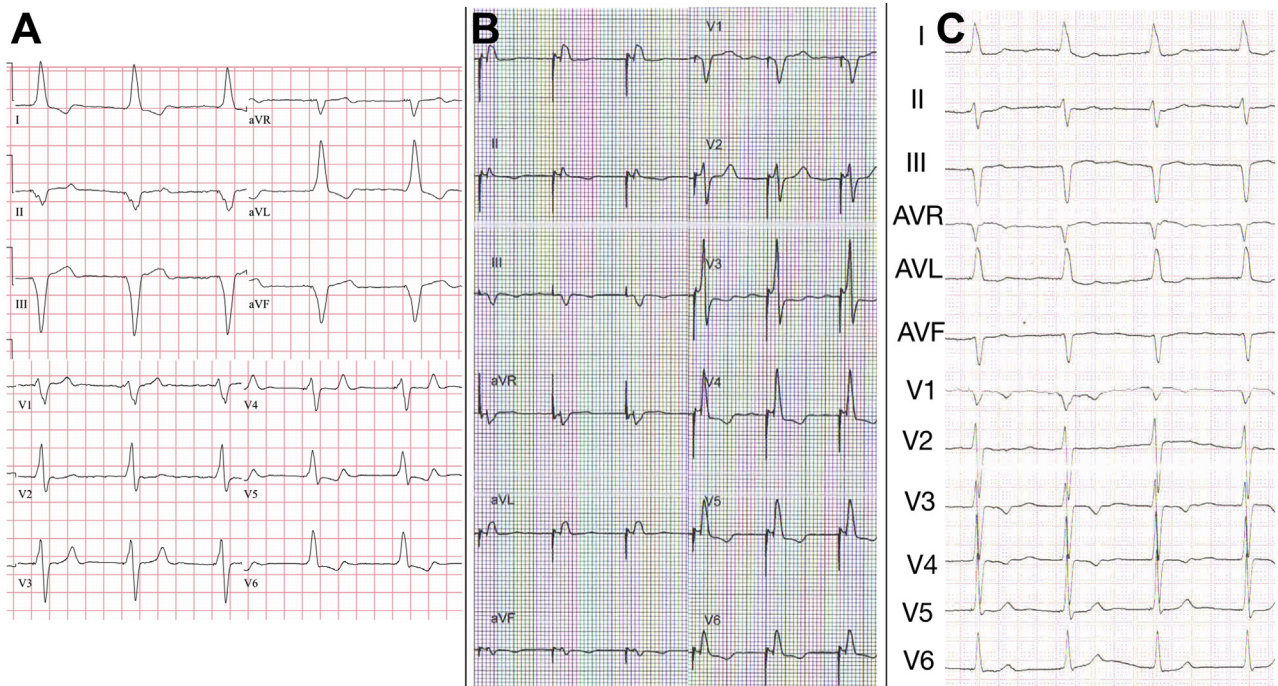 A
I aVR
II aVL
III aVF
V1 V4
V2 V5
V3 V6
B
V1
II V2
III V3
aVR V4
aVL V5
aVF V6
C
I
II
III
AVR
AVL
AVF
V1
V2
V3
V4
V5
V6